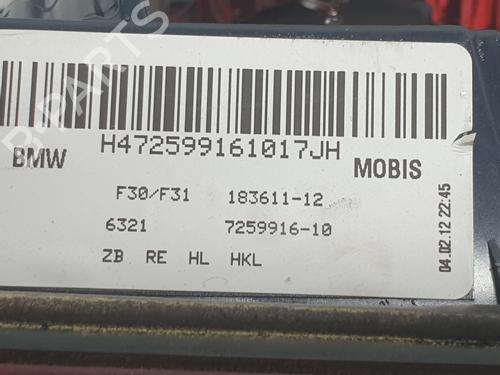 B-PARTS
H472599161017JH
BMW
MOBIS
F30/F31 183611-12
6321 7259916-10
ZB RE HL HKL
04.02.12 22:45